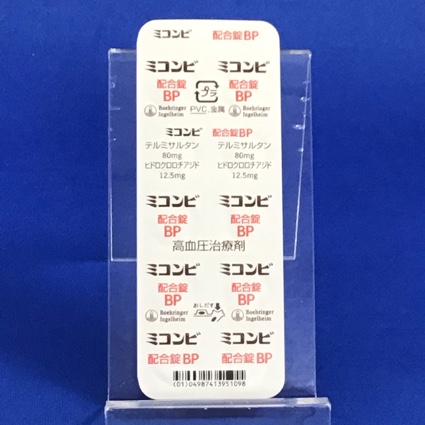 ミコンビ 配合錠BP
ミコンビ ミコンビ
配合錠 配合錠
BP BP
プラ
PVC,金属
Boehringer Ingelheim Boehringer Ingelheim
ミコンビ 配合錠BP
テルミサルタン テルミサルタン
80mg 80mg
ヒドロクロロチアジド ヒドロクロロチアジド
12.5mg 12.5mg
ミコンビ ミコンビ
配合錠 配合錠
BP BP
高血圧治療剤
ミコンビ ミコンビ
配合錠 配合錠
BP BP
おしだす
Boehringer Ingelheim Boehringer Ingelheim
ミコンビ ミコンビ
配合錠BP 配合錠BP
(01)04987413951098